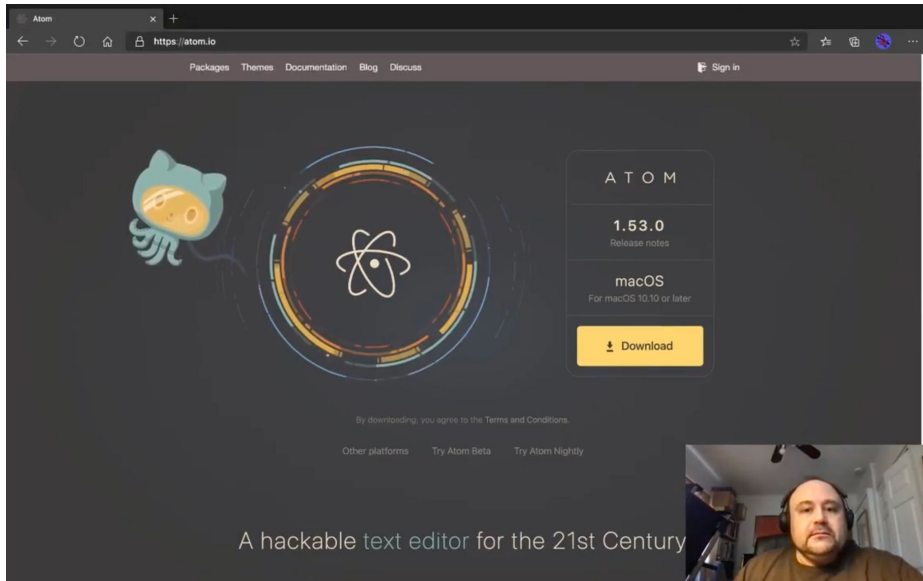 Atom
https://atom.io
Packages Themes Documentation Blog Discuss
Sign in
ATOM
1.53.0
Release notes
macOS
For macOS 10.10 or later
Download
By downloading, you agree to the Terms and Conditions.
Other platforms Try Atom Beta Try Atom Nightly
A hackable text editor for the 21st Century